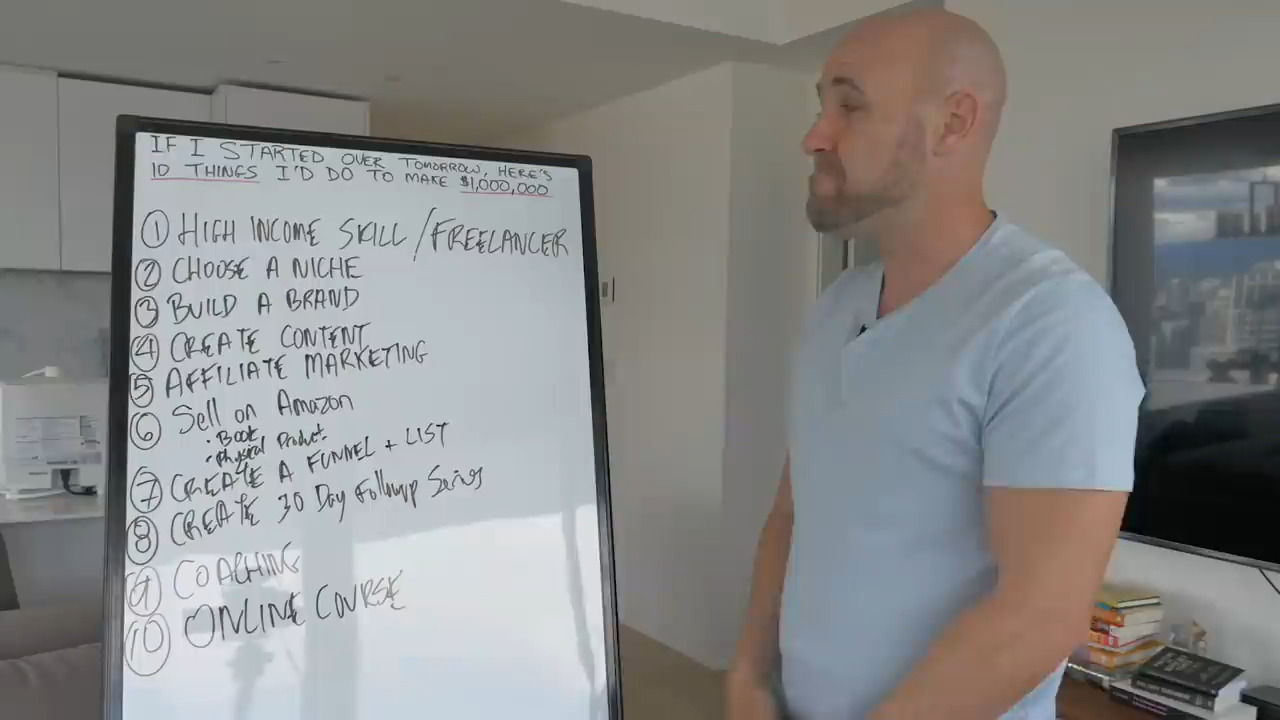 IF I STARTED OVER TOMORROW, HERE'S
10 THINGS I'D DO TO MAKE $1,000,000
① HIGH INCOME SKILL/FREELANCER
② CHOOSE A NICHE
③ BUILD A BRAND
④ CREATE CONTENT
⑤ AFFILIATE MARKETING
⑥ Sell on Amazon
• Book
• Physical Product
⑦ CREATE A FUNNEL + LIST
⑧ CREATE 30 Day Followup Series
⑨ COACHING
⑩ ONLINE COURSE